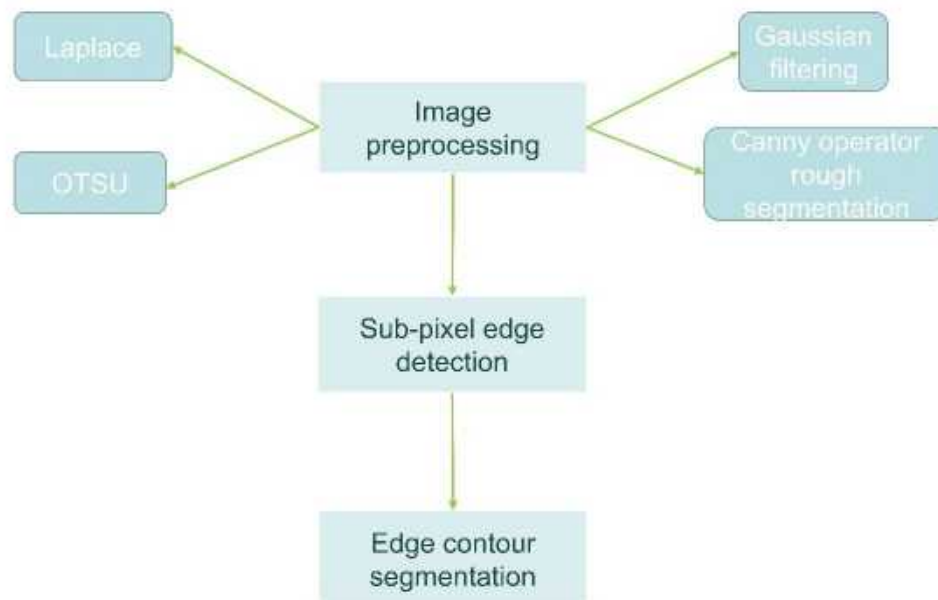 Laplace
Gaussian
filtering
Image
preprocessing
OTSU
Canny operator
rough
segmentation
Sub-pixel edge
detection
Edge contour
segmentation